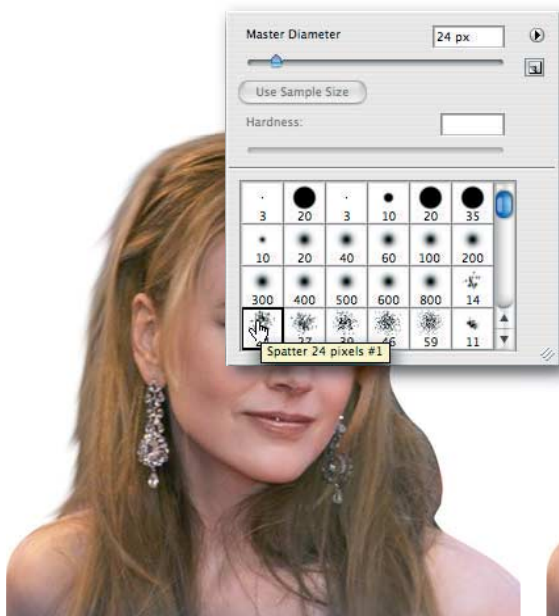 Master Diameter 24 px
Use Sample Size
Hardness:
3 20 3 10 20 35
10 20 40 60 100 200
300 400 500 600 800 14
27 39 46 59 11
Spatter 24 pixels #1